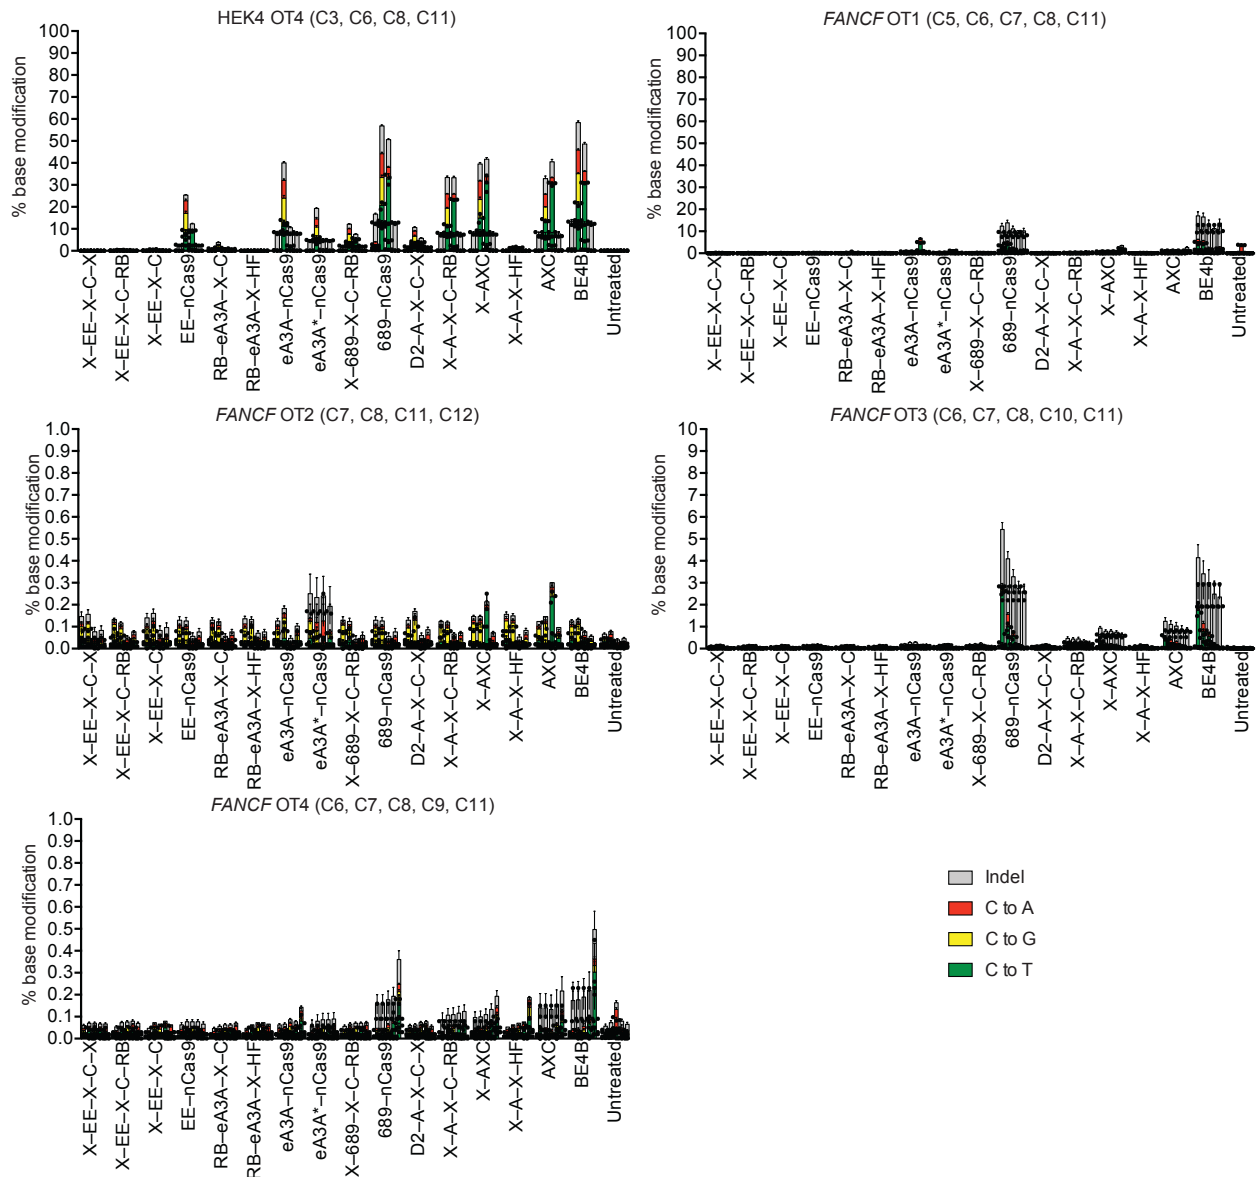 HEK4 OT4 (C3, C6, C8, C11)
% base modification
100
90
80
70
60
50
40
30
20
10
0
X–EE–X–C–X
X–EE–X–C–RB
X–EE–X–C
EE–nCas9
RB–eA3A–X–C
RB–eA3A–X–HF
eA3A–nCas9
eA3A*–nCas9
X–689–X–C–RB
689–nCas9
D2–A–X–C–X
X–A–X–C–RB
X–AXC
X–A–X–HF
AXC
BE4B
Untreated
FANCF OT1 (C5, C6, C7, C8, C11)
% base modification
100
90
80
70
60
50
40
30
20
10
0
X–EE–X–C–X
X–EE–X–C–RB
X–EE–X–C
EE–nCas9
RB–eA3A–X–C
RB–eA3A–X–HF
eA3A–nCas9
eA3A*–nCas9
X–689–X–C–RB
689–nCas9
D2–A–X–C–X
X–A–X–C–RB
X–AXC
X–A–X–HF
AXC
BE4b
Untreated
FANCF OT2 (C7, C8, C11, C12)
% base modification
1.0
0.9
0.8
0.7
0.6
0.5
0.4
0.3
0.2
0.1
0.0
X–EE–X–C–X
X–EE–X–C–RB
X–EE–X–C
EE–nCas9
RB–eA3A–X–C
RB–eA3A–X–HF
eA3A–nCas9
eA3A*–nCas9
X–689–X–C–RB
689–nCas9
D2–A–X–C–X
X–A–X–C–RB
X–AXC
X–A–X–HF
AXC
BE4B
Untreated
FANCF OT3 (C6, C7, C8, C10, C11)
% base modification
10
9
8
7
6
5
4
3
2
1
0
X–EE–X–C–X
X–EE–X–C–RB
X–EE–X–C
EE–nCas9
RB–eA3A–X–C
RB–eA3A–X–HF
eA3A–nCas9
eA3A*–nCas9
X–689–X–C–RB
689–nCas9
D2–A–X–C–X
X–A–X–C–RB
X–AXC
X–A–X–HF
AXC
BE4B
Untreated
FANCF OT4 (C6, C7, C8, C9, C11)
% base modification
1.0
0.9
0.8
0.7
0.6
0.5
0.4
0.3
0.2
0.1
0.0
X–EE–X–C–X
X–EE–X–C–RB
X–EE–X–C
EE–nCas9
RB–eA3A–X–C
RB–eA3A–X–HF
eA3A–nCas9
eA3A*–nCas9
X–689–X–C–RB
689–nCas9
D2–A–X–C–X
X–A–X–C–RB
X–AXC
X–A–X–HF
AXC
BE4B
Untreated
Indel
C to A
C to G
C to T